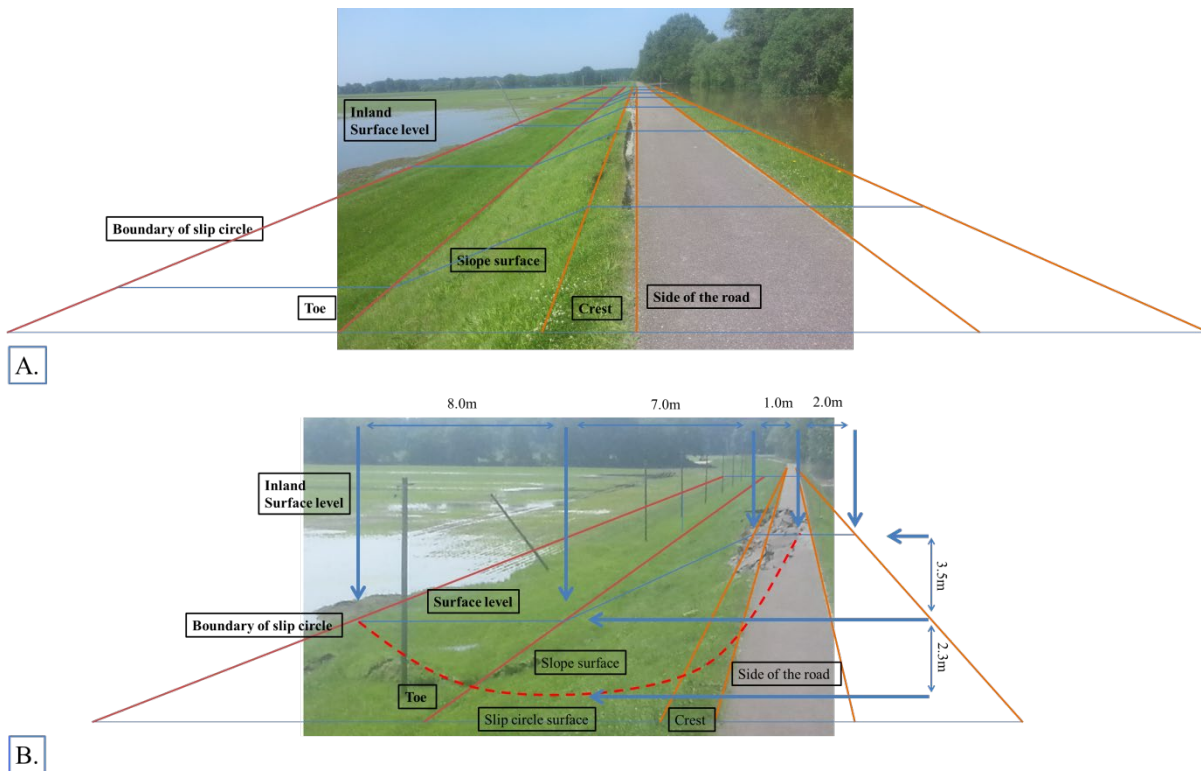 Inland
Surface level
Boundary of slip circle
Slope surface
Toe
Crest
Side of the road
A.
8.0m
7.0m
1.0m
2.0m
Inland
Surface level
3.5m
Surface level
Boundary of slip circle
2.3m
Slope surface
Side of the road
Toe
Slip circle surface
Crest
B.